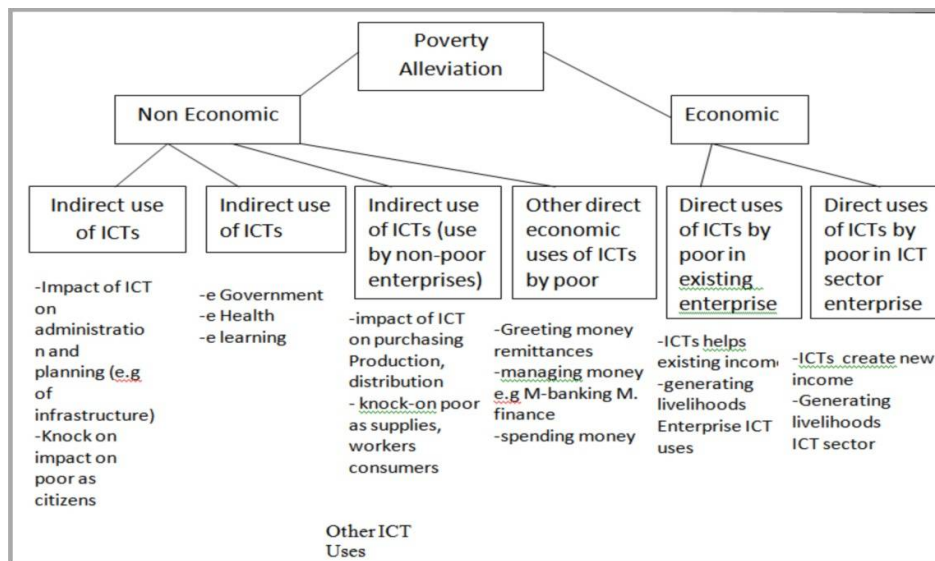 Poverty
Alleviation
Non Economic
Economic
Indirect use
of ICTs
Indirect use
of ICTs
Indirect use
of ICTs (use
by non-poor
enterprises)
Other direct
economic
uses of ICTs
by poor
Direct uses
of ICTs by
poor in
existing
enterprise
Direct uses
of ICTs by
poor in ICT
sector
enterprise
-Impact of ICT
on
administratio
n and
planning (e.g
of
infrastructure)
-Knock on
impact on
poor as
citizens
-e Government
-e Health
-e learning
-impact of ICT
on purchasing
Production,
distribution
- knock-on poor
as supplies,
workers
consumers
-Greeting money
remittances
-managing money
e.g M-banking M.
finance
-spending money
-ICTs helps
existing income
-generating
livelihoods
Enterprise ICT
uses
-ICTs create new
income
-Generating
livelihoods
ICT sector
Other ICT
Uses